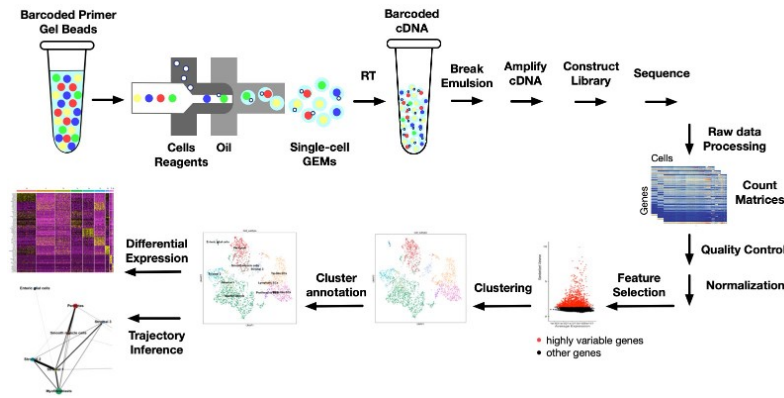 Barcoded Primer
Gel Beads
Barcoded
cDNA
RT
Break
Emulsion
Amplify
cDNA
Construct
Library
Sequence
Cells
Reagents
Oil
Single-cell
GEMs
Raw data
Processing
Cells
Genes
Count
Matrices
Quality Control
Normalization
Feature
Selection
highly variable genes
other genes
Clustering
Cluster
annotation
Differential
Expression
Trajectory
Inference